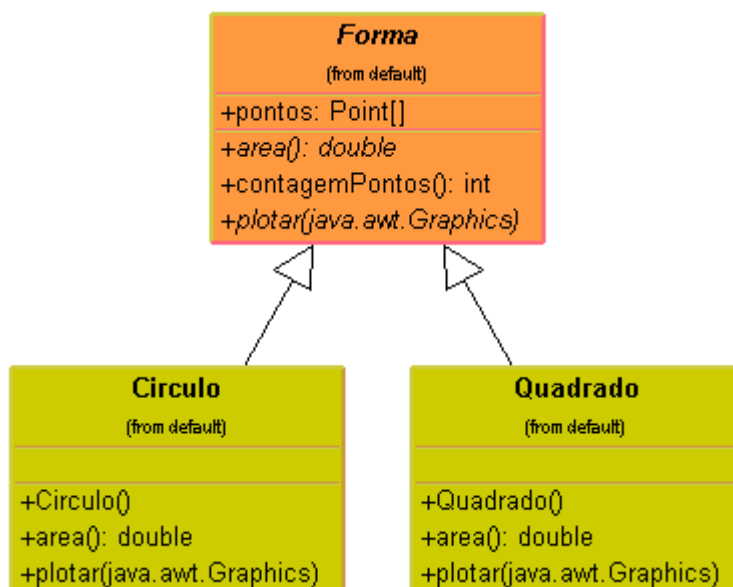 Forma
(from default)
+pontos: Point[]
+area(): double
+contagemPontos(): int
+plotar(java.awt.Graphics)
Circulo
(from default)
+Circulo()
+area(): double
+plotar(java.awt.Graphics)
Quadrado
(from default)
+Quadrado()
+area(): double
+plotar(java.awt.Graphics)